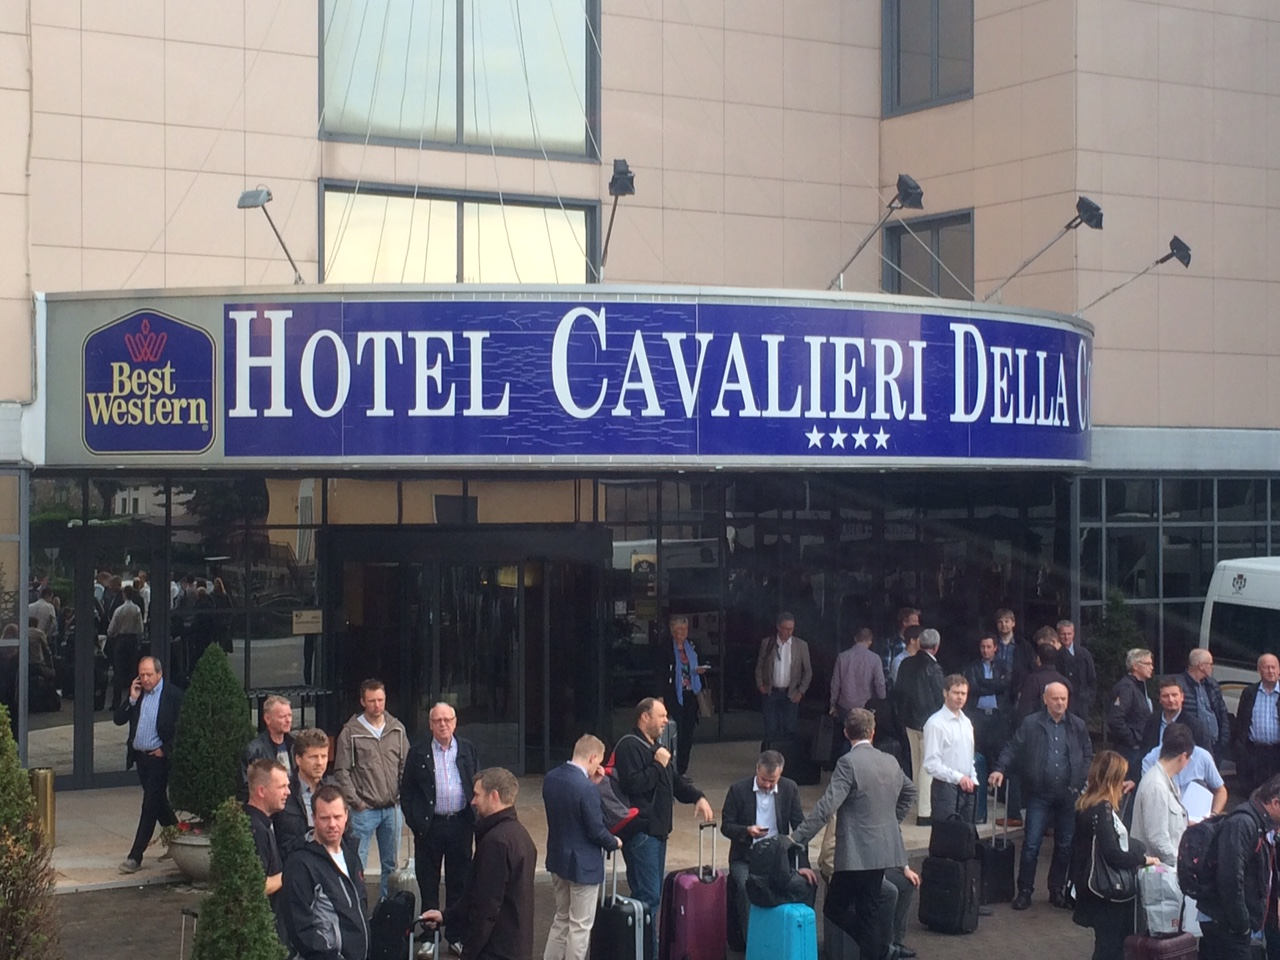 Best
Western
HOTEL CAVALIERI DELLA C
★★★★